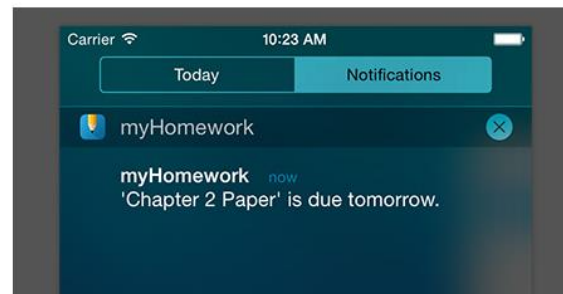 Carrier 10:23 AM
Today Notifications
myHomework
myHomework now
'Chapter 2 Paper' is due tomorrow.